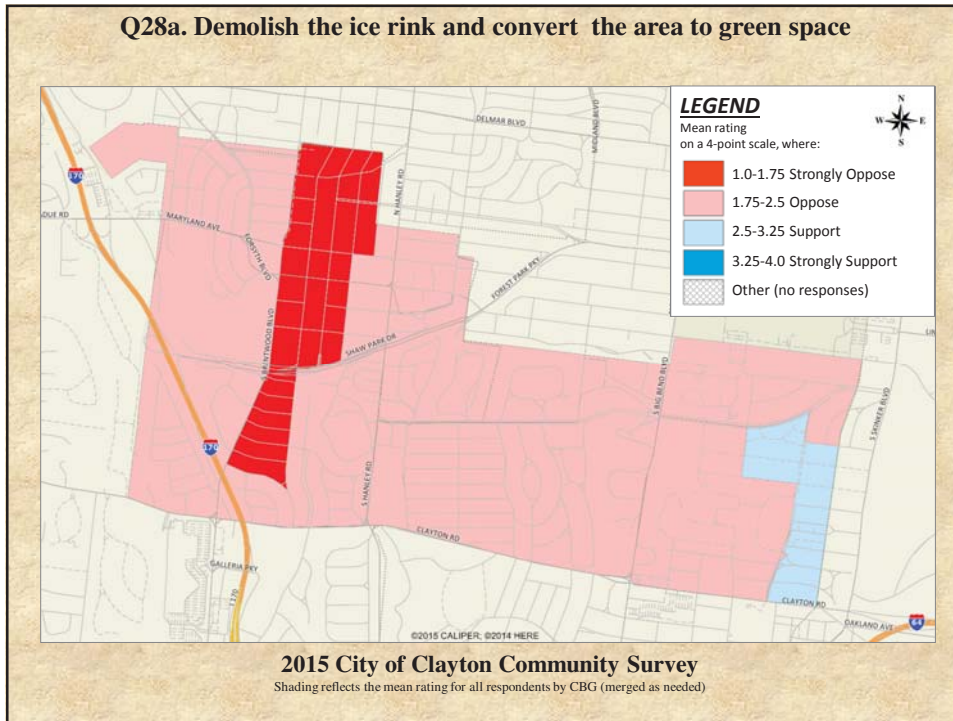 Q28a. Demolish the ice rink and convert the area to green space
LEGEND
Mean rating
on a 4-point scale, where:
1.0-1.75 Strongly Oppose
1.75-2.5 Oppose
2.5-3.25 Support
3.25-4.0 Strongly Support
Other (no responses)
N
W E
S
DELMAR BLVD
MIDLAND BLVD
170
N HANLEY RD
DUE RD
MARYLAND AVE
FORSYTH BLVD
FOREST PARK PKY
SHAW PARK DR
S BRENTWOOD BLVD
S BIG BEND BLVD
S SKINKER BLVD
170
S HANLEY RD
CLAYTON RD
GALLERIA PKY
I 170
CLAYTON RD
OAKLAND AVE
64
©2015 CALIPER; ©2014 HERE
2015 City of Clayton Community Survey
Shading reflects the mean rating for all respondents by CBG (merged as needed)